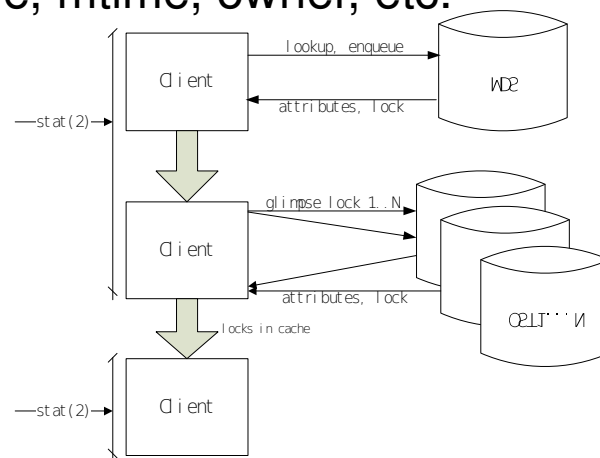 mtime, owner, etc.
lookup, enqueue
Client
MDS
attributes, lock
stat(2)
glimpse lock 1..N
Client
attributes, lock
OST1...N
locks in cache
Client
stat(2)